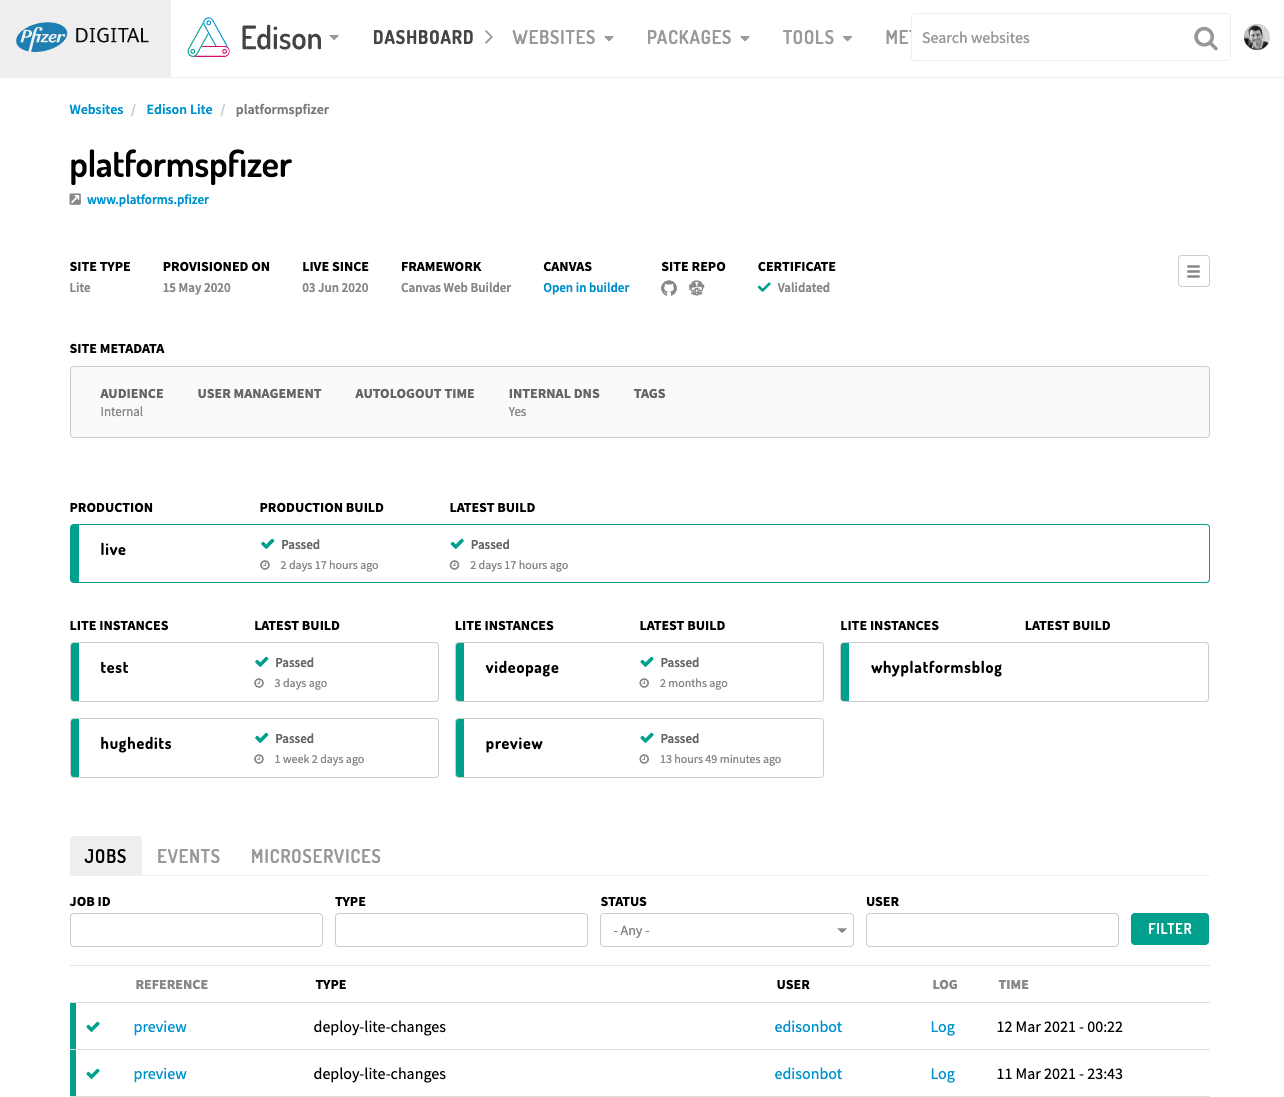 Pfizer DIGITAL Edison DASHBOARD WEBSITES PACKAGES TOOLS MET Search websites
Websites / Edison Lite / platformspfizer
platformspfizer
www.platforms.pfizer
SITE TYPE PROVISIONED ON LIVE SINCE FRAMEWORK CANVAS SITE REPO CERTIFICATE
Lite 15 May 2020 03 Jun 2020 Canvas Web Builder Open in builder Validated
SITE METADATA
AUDIENCE USER MANAGEMENT AUTOLOGOUT TIME INTERNAL DNS TAGS
Internal Yes
PRODUCTION PRODUCTION BUILD LATEST BUILD
live Passed Passed
2 days 17 hours ago 2 days 17 hours ago
LITE INSTANCES LATEST BUILD LITE INSTANCES LATEST BUILD LITE INSTANCES LATEST BUILD
test Passed videopage Passed whyplatformsblog
3 days ago 2 months ago
hughedits Passed preview Passed
1 week 2 days ago 13 hours 49 minutes ago
JOBS EVENTS MICROSERVICES
JOB ID TYPE STATUS USER
- Any - FILTER
REFERENCE TYPE USER LOG TIME
preview deploy-lite-changes edisonbot Log 12 Mar 2021 - 00:22
preview deploy-lite-changes edisonbot Log 11 Mar 2021 - 23:43